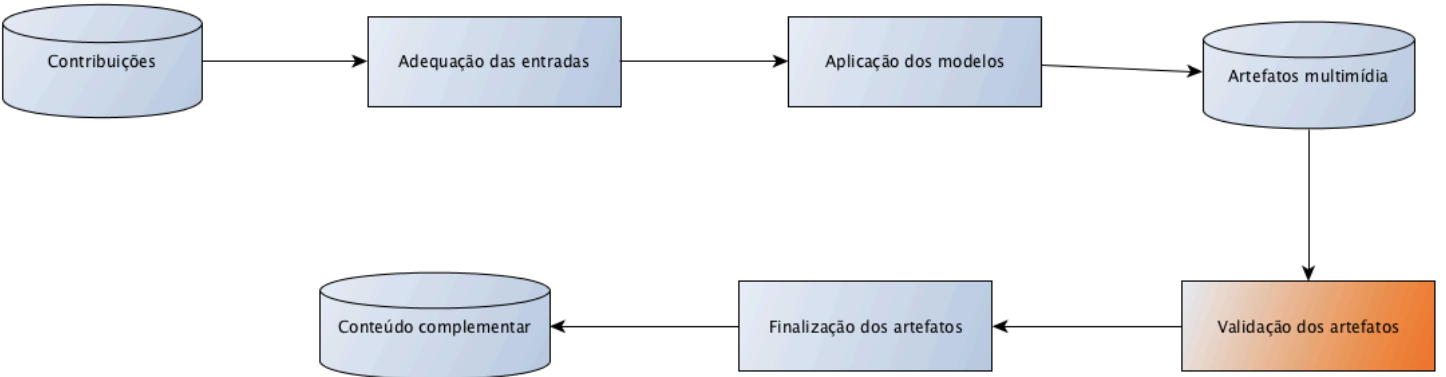 Contribuições
Adequação das entradas
Aplicação dos modelos
Artefatos multimídia
Conteúdo complementar
Finalização dos artefatos
Validação dos artefatos